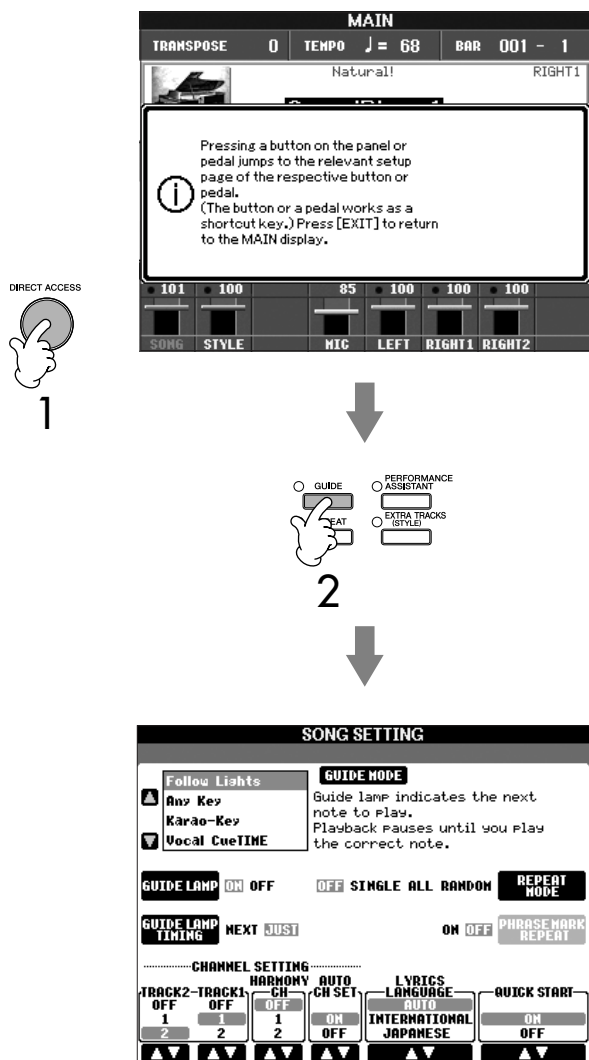 MAIN
TRANSPOSE 0 TEMPO ♩= 68 BAR 001 - 1
Natural! RIGHT1
Pressing a button on the panel or
pedal jumps to the relevant setup
page of the respective button or
pedal.
(The button or a pedal works as a
shortcut key.) Press [EXIT] to return
to the MAIN display.
101 100 85 100 100 100
SONG STYLE MIC LEFT RIGHT1 RIGHT2
DIRECT ACCESS
1
GUIDE
PERFORMANCE
ASSISTANT
EXTRA TRACKS
(STYLE)
2
SONG SETTING
Follow Lights
Any Key
Karao-Key
Vocal CueTIME
GUIDE MODE
Guide lamp indicates the next
note to play.
Playback pauses until you play
the correct note.
GUIDE LAMP ON OFF
OFF SINGLE ALL RANDOM REPEAT
MODE
GUIDE LAMP
TIMING NEXT JUST
ON OFF PHRASE MARK
REPEAT
CHANNEL SETTING
TRACK2 TRACK1 HARMONY
CH
AUTO
CH SET
LYRICS
LANGUAGE
QUICK START
OFF OFF OFF AUTO
1 1 1 ON INTERNATIONAL ON
2 2 2 OFF JAPANESE OFF